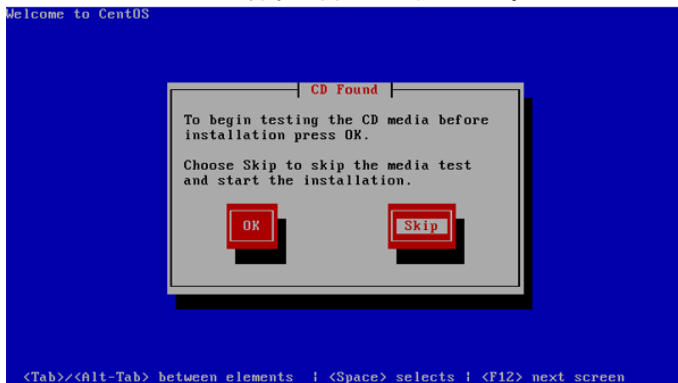 Welcome to CentOS
CD Found
To begin testing the CD media before
installation press OK.
Choose Skip to skip the media test
and start the installation.
OK Skip
<Tab>/<Alt-Tab> between elements | <Space> selects | <F12> next screen